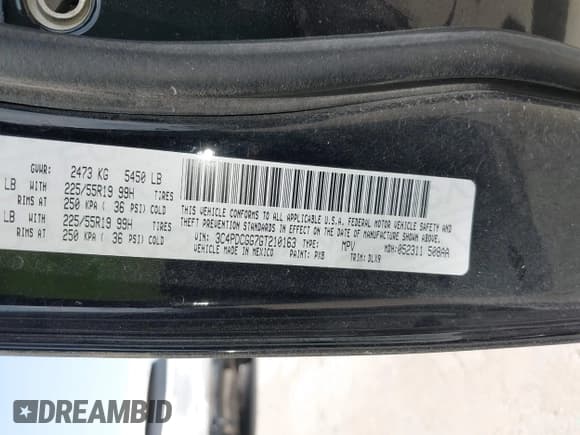 GVWR: 2473 KG 5450 LB
LB WITH 225/55R19 99H TIRES
RIMS AT 250 KPA ( 36 PSI) COLD
LB WITH 225/55R19 99H TIRES
RIMS AT 250 KPA ( 36 PSI) COLD
THIS VEHICLE CONFORMS TO ALL APPLICABLE U.S.A. FEDERAL MOTOR VEHICLE SAFETY AND
THEFT PREVENTION STANDARDS IN EFFECT ON THE DATE OF MANUFACTURE SHOWN ABOVE.
VIN: 3C4PDCGG7GT210163 TYPE: MPV MDH:052311 508AA
VEHICLE MADE IN MEXICO PAINT: PXB TRIM:DLX9
DREAMBID